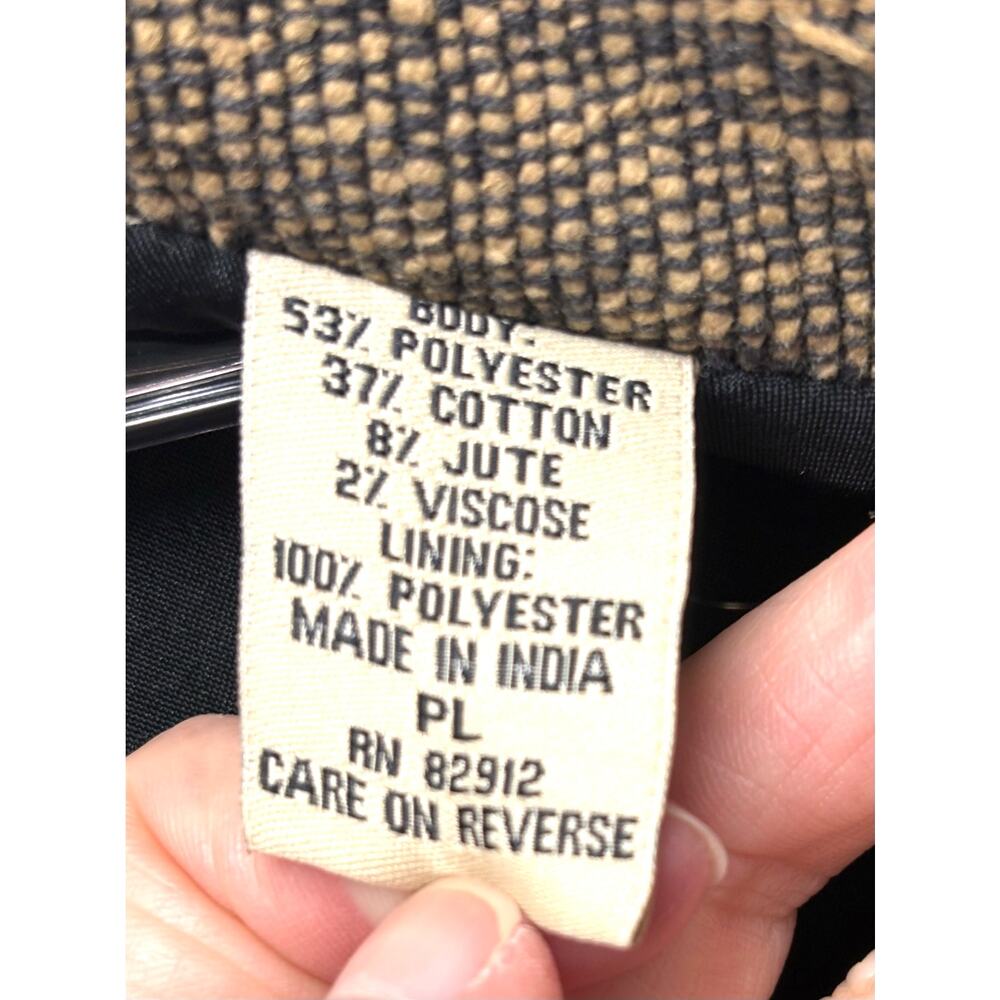 BODY:
53% POLYESTER
37% COTTON
8% JUTE
2% VISCOSE
LINING:
100% POLYESTER
MADE IN INDIA
PL
RN 82912
CARE ON REVERSE